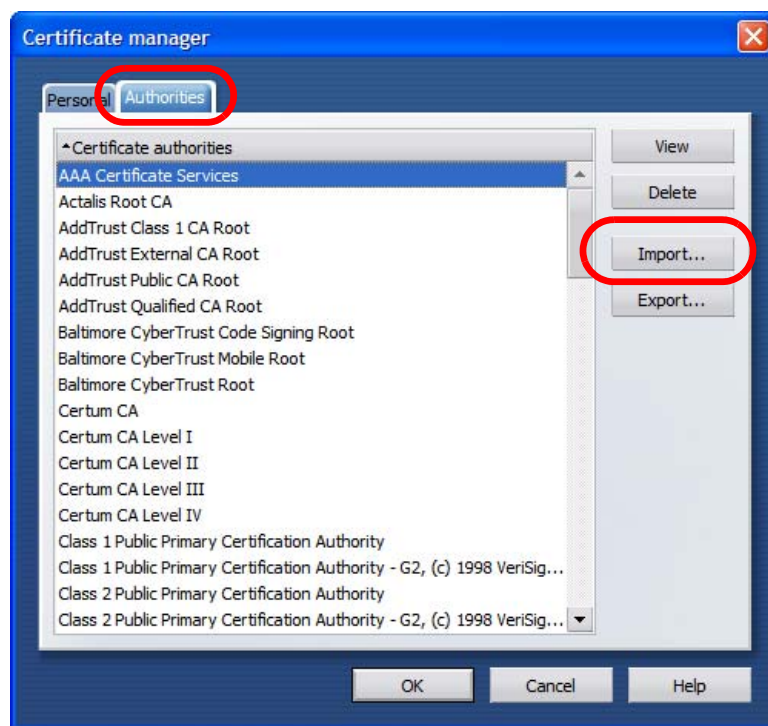 Certificate manager
Personal
Authorities
Certificate authorities
View
AAA Certificate Services
Delete
Actalis Root CA
AddTrust Class 1 CA Root
AddTrust External CA Root
Import...
AddTrust Public CA Root
AddTrust Qualified CA Root
Export...
Baltimore CyberTrust Code Signing Root
Baltimore CyberTrust Mobile Root
Baltimore CyberTrust Root
Certum CA
Certum CA Level I
Certum CA Level II
Certum CA Level III
Certum CA Level IV
Class 1 Public Primary Certification Authority
Class 1 Public Primary Certification Authority - G2, (c) 1998 VeriSig...
Class 2 Public Primary Certification Authority
Class 2 Public Primary Certification Authority - G2, (c) 1998 VeriSig...
OK
Cancel
Help